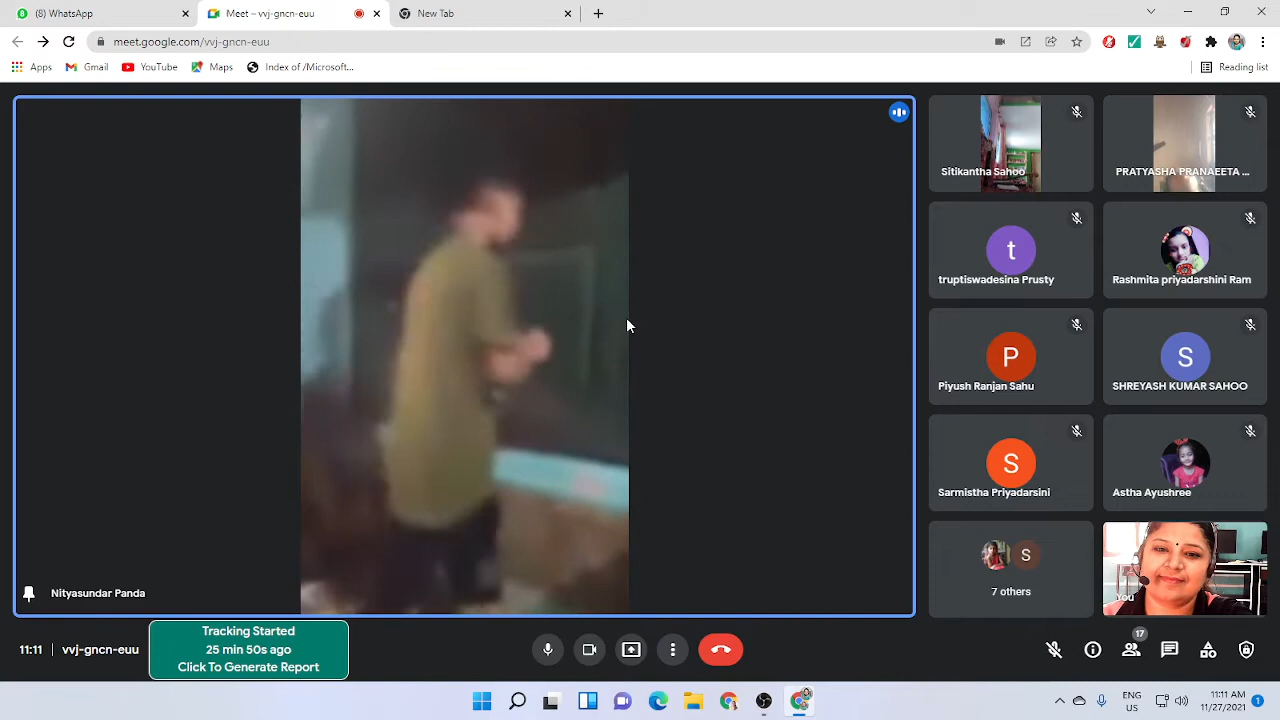 8
(8) WhatsApp
Meet – vvj-gncn-euu
New Tab
meet.google.com/vvj-gncn-euu
Apps
Gmail
YouTube
Maps
Index of /Microsoft...
Reading list
Sitikantha Sahoo
PRATYASHA PRANAEETA ...
t
truptiswadesina Prusty
Rashmita priyadarshini Ram
P
Piyush Ranjan Sahu
S
SHREYASH KUMAR SAHOO
S
Sarmistha Priyadarsini
Astha Ayushree
S
7 others
You
Nityasundar Panda
11:11
vvj-gncn-euu
Tracking Started
25 min 50s ago
Click To Generate Report
17
ENG
US
11:11 AM
11/27/2021
1